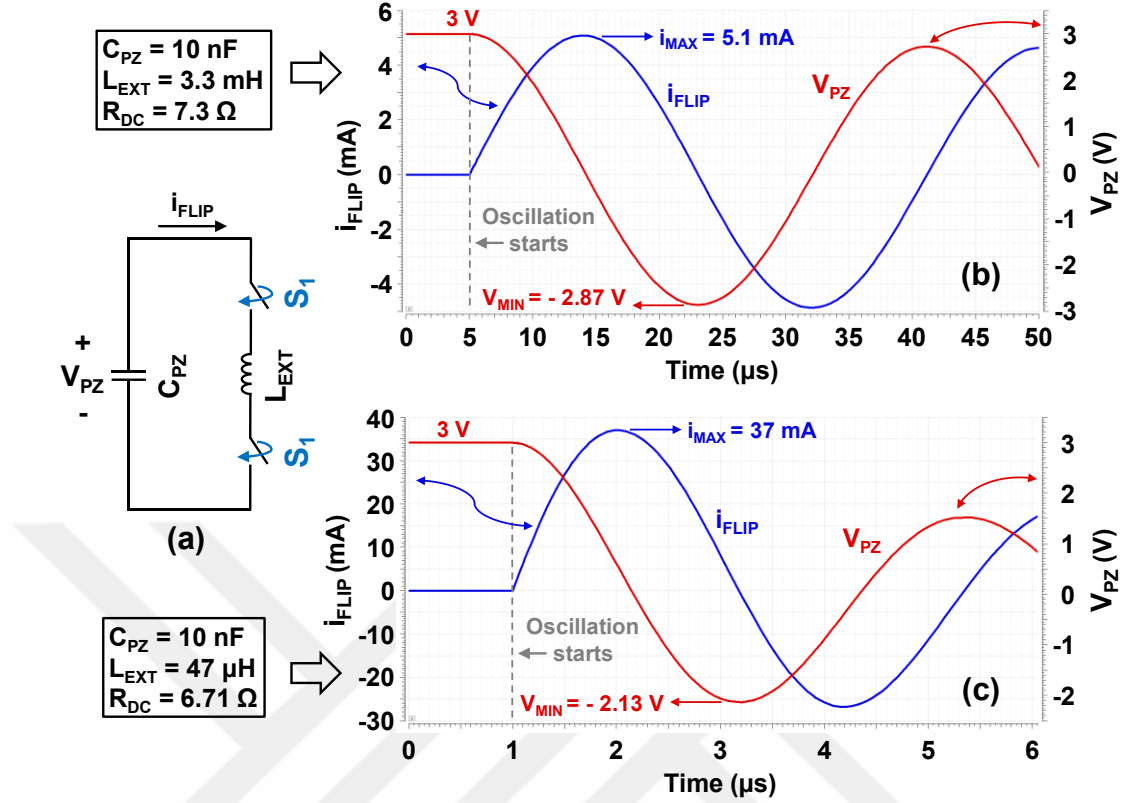 C_PZ = 10 nF
L_EXT = 3.3 mH
R_DC = 7.3 Ω
i_FLIP
S_1
+
V_PZ
-
C_PZ
L_EXT
S_1
(a)
C_PZ = 10 nF
L_EXT = 47 µH
R_DC = 6.71 Ω
i_FLIP (mA)
6
4
2
0
-2
-4
3 V
i_MAX = 5.1 mA
V_PZ
i_FLIP
Oscillation
starts
V_MIN = - 2.87 V
(b)
3
2
1
0
-1
-2
-3
V_PZ (V)
0 5 10 15 20 25 30 35 40 45 50
Time (µs)
i_FLIP (mA)
40
30
20
10
0
-10
-20
-30
3 V
i_MAX = 37 mA
i_FLIP
V_PZ
Oscillation
starts
V_MIN = - 2.13 V
(c)
3
2
1
0
-1
-2
V_PZ (V)
0 1 2 3 4 5 6
Time (µs)